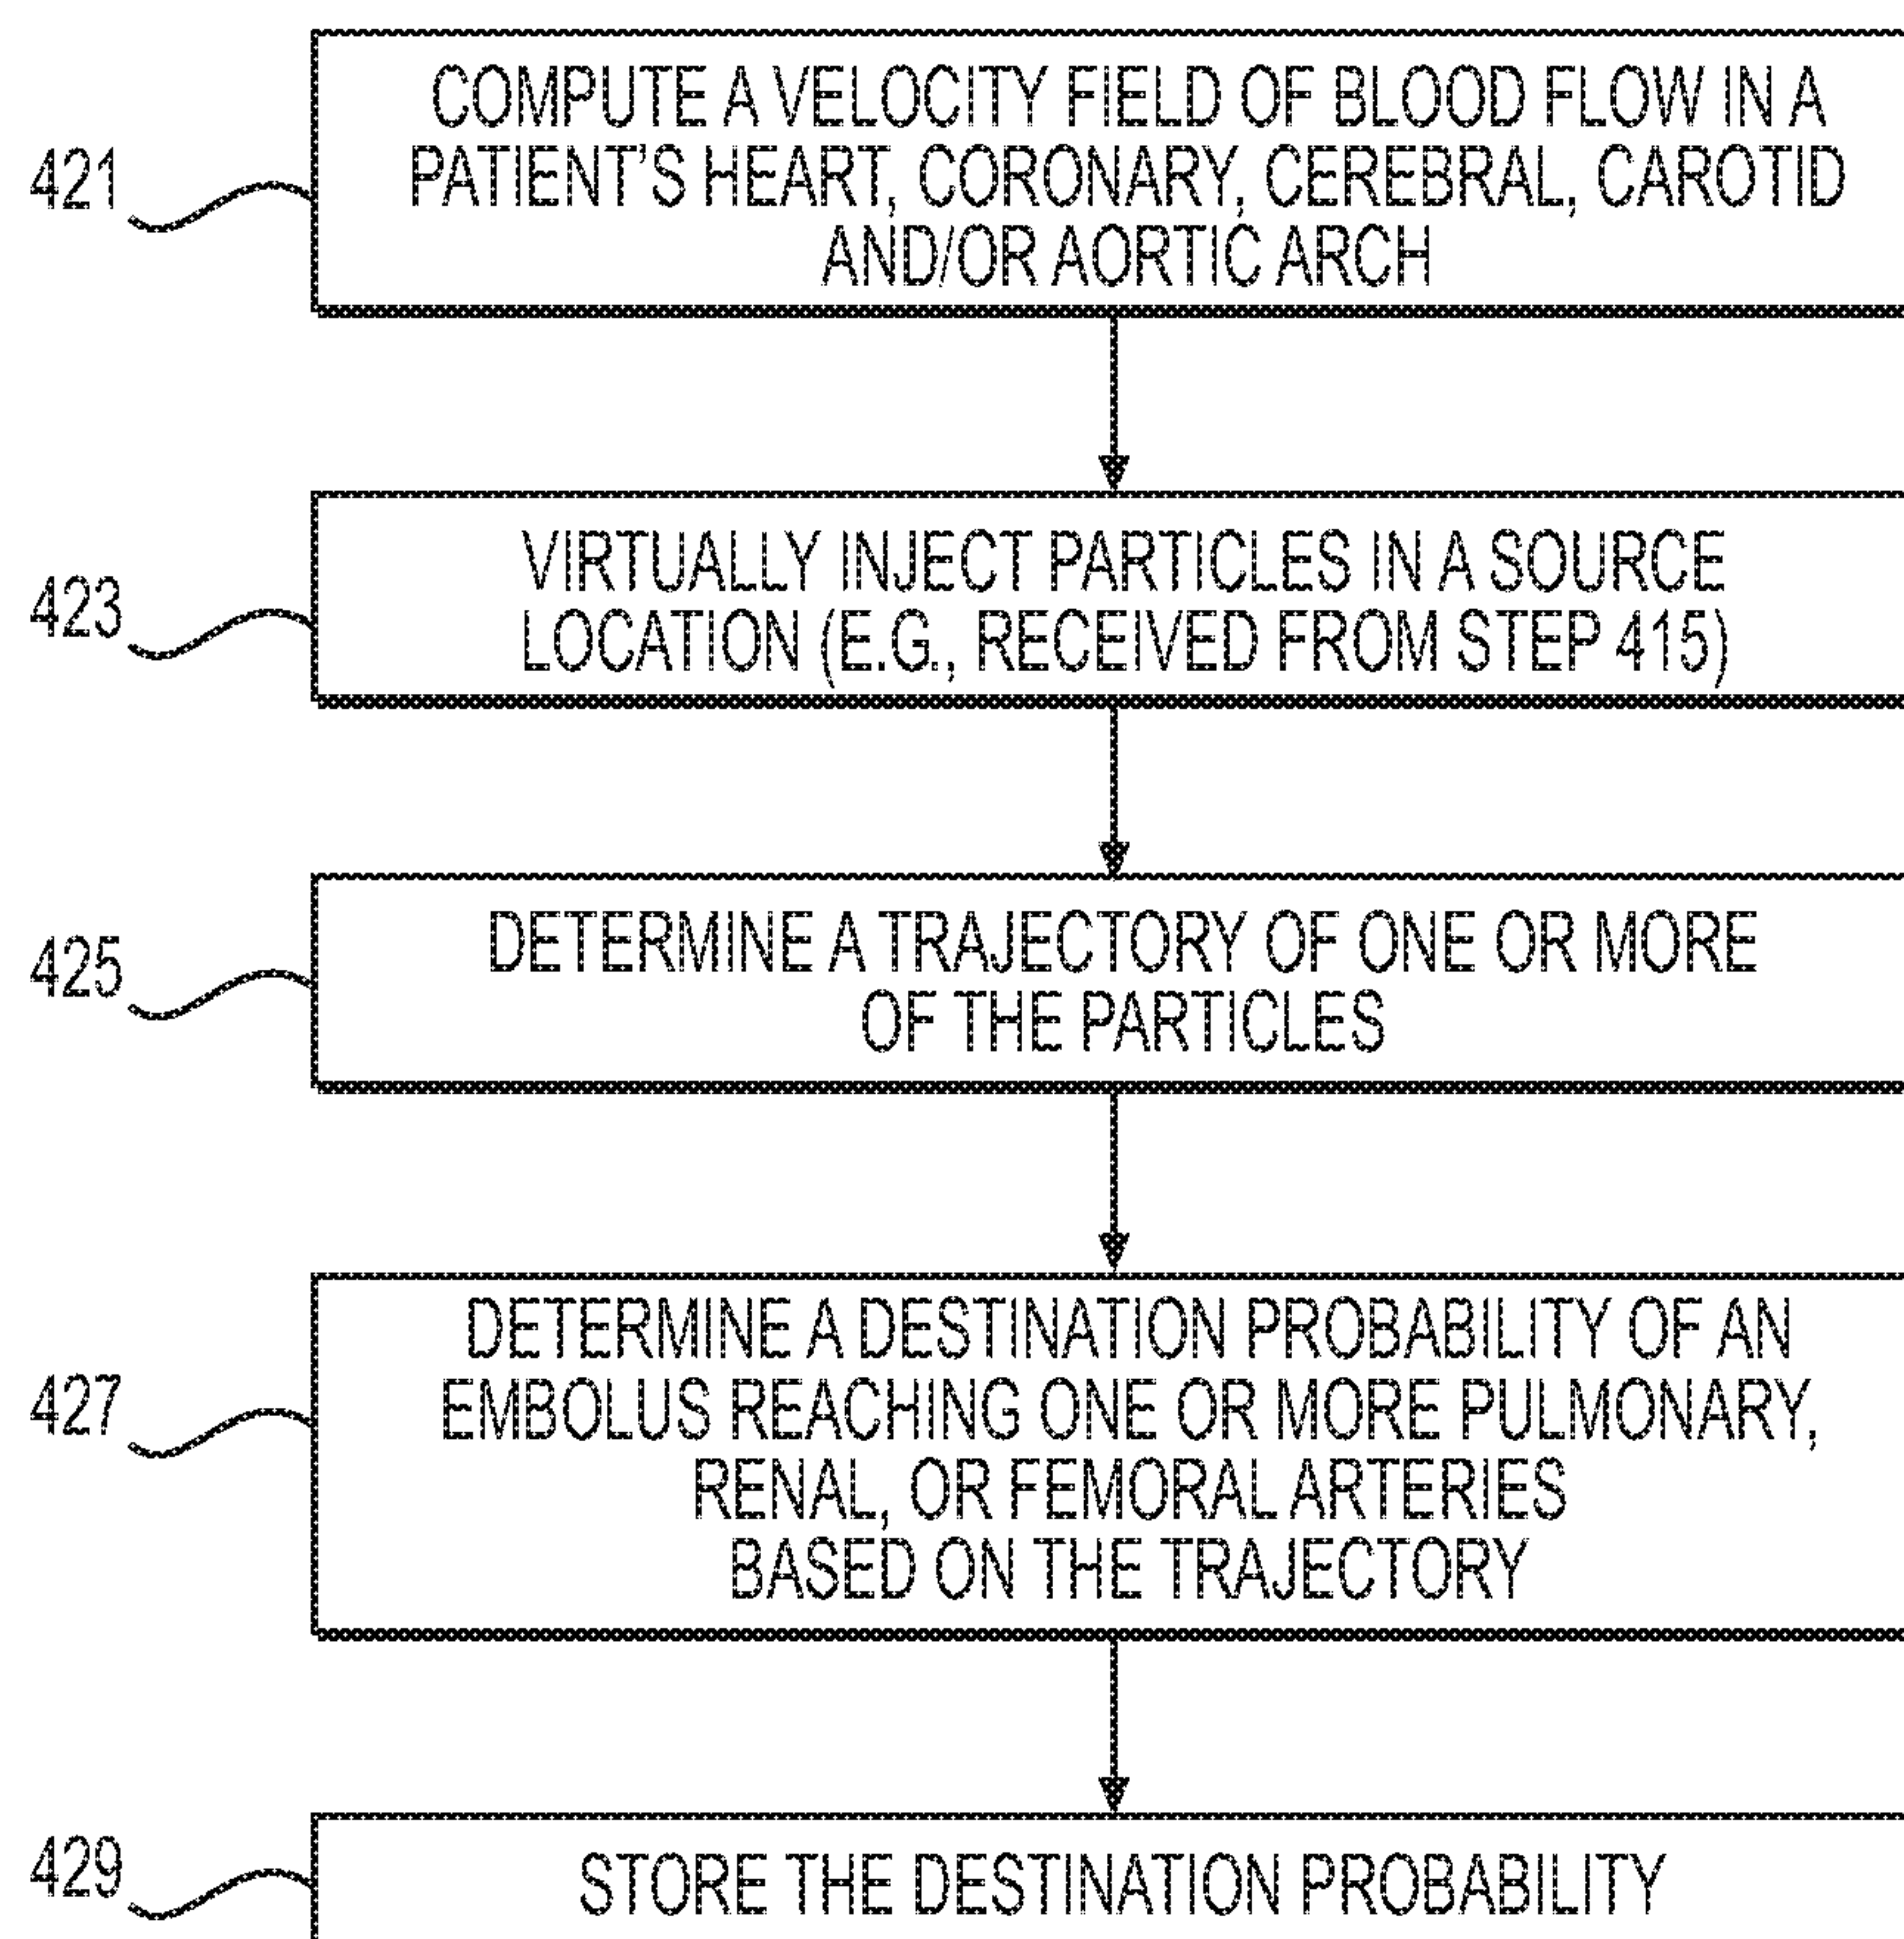 421
COMPUTE A VELOCITY FIELD OF BLOOD FLOW IN A
PATIENT'S HEART, CORONARY, CEREBRAL, CAROTID
AND/OR AORTIC ARCH
423
VIRTUALLY INJECT PARTICLES IN A SOURCE
LOCATION (E.G., RECEIVED FROM STEP 415)
425
DETERMINE A TRAJECTORY OF ONE OR MORE
OF THE PARTICLES
427
DETERMINE A DESTINATION PROBABILITY OF AN
EMBOLUS REACHING ONE OR MORE PULMONARY,
RENAL, OR FEMORAL ARTERIES
BASED ON THE TRAJECTORY
429
STORE THE DESTINATION PROBABILITY